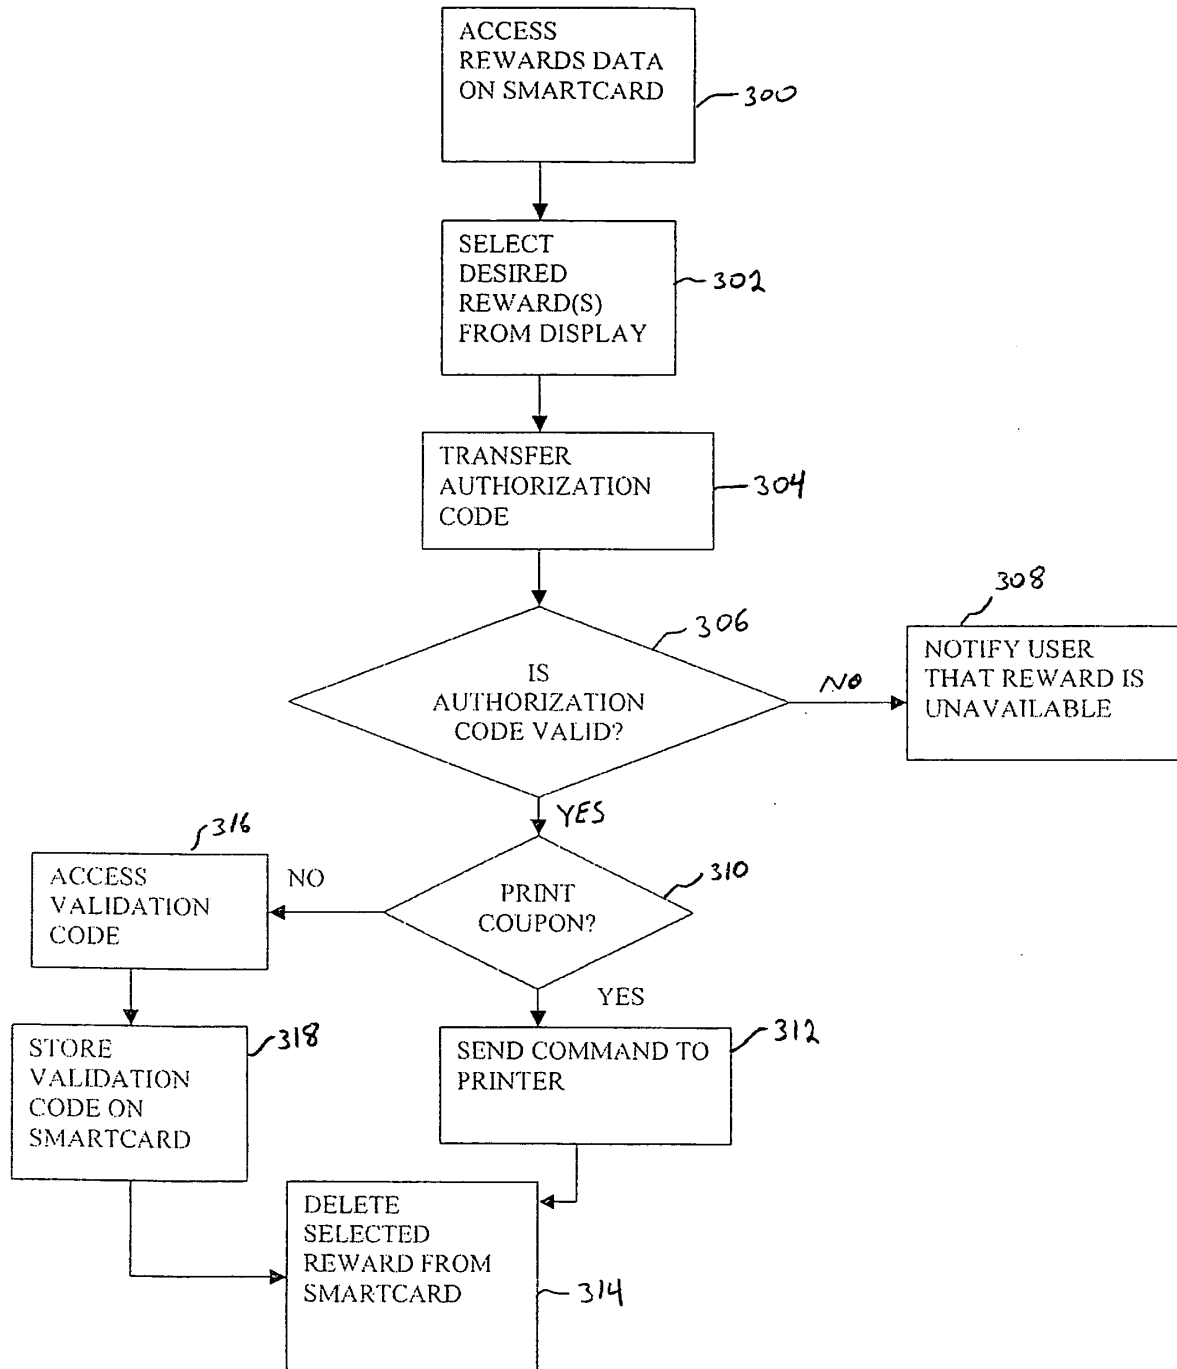 ACCESS
REWARDS DATA
ON SMARTCARD
300
SELECT
DESIRED
REWARD(S)
FROM DISPLAY
302
TRANSFER
AUTHORIZATION
CODE
304
306
IS
AUTHORIZATION
CODE VALID?
NO
308
NOTIFY USER
THAT REWARD IS
UNAVAILABLE
YES
310
PRINT
COUPON?
NO
316
ACCESS
VALIDATION
CODE
YES
318
STORE
VALIDATION
CODE ON
SMARTCARD
312
SEND COMMAND TO
PRINTER
DELETE
SELECTED
REWARD FROM
SMARTCARD
314